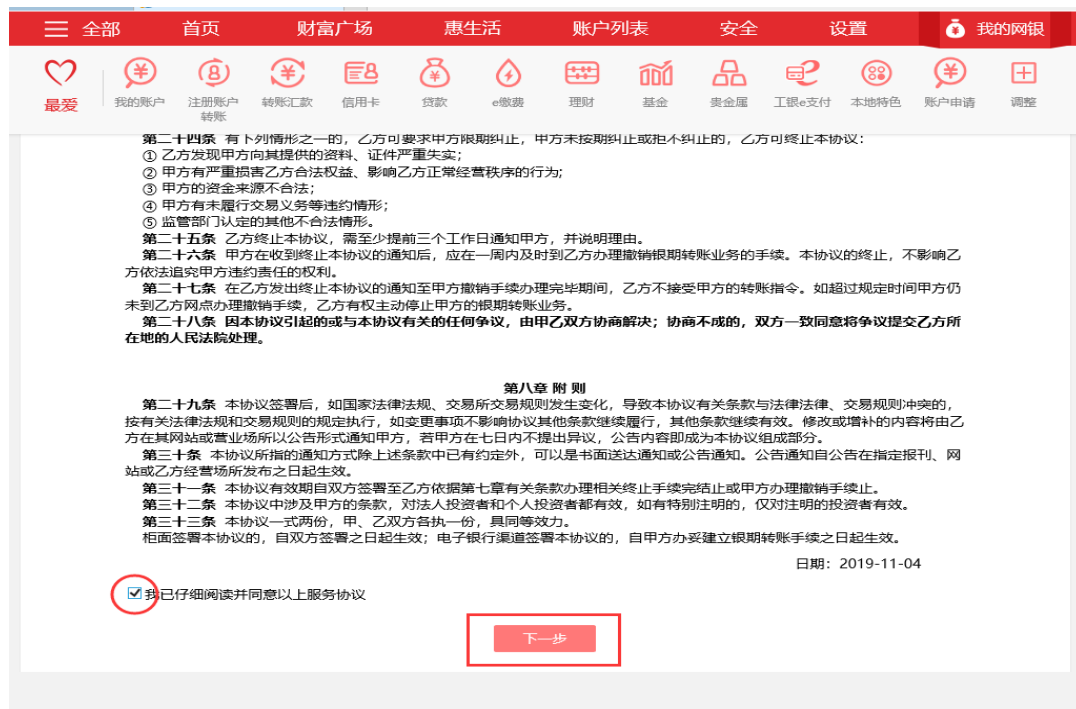 全部 首页 财富广场 惠生活 账户列表 安全 设置 我的网银
最爱 我的账户 注册账户转账 转账汇款 信用卡 贷款 e缴费 理财 基金 贵金属 工银e支付 本地特色 账户申请 调整
第二十四条 有下列情形之一的，乙方可要求甲方限期纠正，甲方未按期纠正或拒不纠正的，乙方可终止本协议：
① 乙方发现甲方向其提供的资料、证件严重失实；
② 甲方有严重损害乙方合法权益、影响乙方正常经营秩序的行为；
③ 甲方的资金来源不合法；
④ 甲方有未履行交易义务等违约情形；
⑤ 监管部门认定的其他不合法情形。
第二十五条 乙方终止本协议，需至少提前三个工作日通知甲方，并说明理由。
第二十六条 甲方在收到终止本协议的通知后，应在一周内及时到乙方办理撤销银期转账业务的手续。本协议的终止，不影响乙
方依法追究甲方违约责任的权利。
第二十七条 在乙方发出终止本协议的通知至甲方撤销手续办理完毕期间，乙方不接受甲方的转账指令。如超过规定时间甲方仍
未到乙方网点办理撤销手续，乙方有权主动停止甲方的银期转账业务。
第二十八条 因本协议引起的或与本协议有关的任何争议，由甲乙双方协商解决；协商不成的，双方一致同意将争议提交乙方所
在地的人民法院处理。
第八章 附 则
第二十九条 本协议签署后，如国家法律法规、交易所交易规则发生变化，导致本协议有关条款与法律法律、交易规则冲突的，
按有关法律法规和交易规则的规定执行，如变更事项不影响协议其他条款继续履行，其他条款继续有效。修改或增补的内容将由乙
方在其网站或营业场所以公告形式通知甲方，若甲方在七日内不提出异议，公告内容即成为本协议组成部分。
第三十条 本协议所指的通知方式除上述条款中已有约定外，可以是书面送达通知或公告通知。公告通知自公告在指定报刊、网
站或乙方经营场所发布之日起生效。
第三十一条 本协议有效期自双方签署至乙方依据第七章有关条款办理相关终止手续完结止或甲方办理撤销手续止。
第三十二条 本协议中涉及甲方的条款，对法人投资者和个人投资者都有效，如有特别注明的，仅对注明的投资者有效。
第三十三条 本协议一式两份，甲、乙双方各执一份，具同等效力。
柜面签署本协议的，自双方签署之日起生效；电子银行渠道签署本协议的，自甲方办妥建立银期转账手续之日起生效。
日期：2019-11-04
我已仔细阅读并同意以上服务协议
下一步